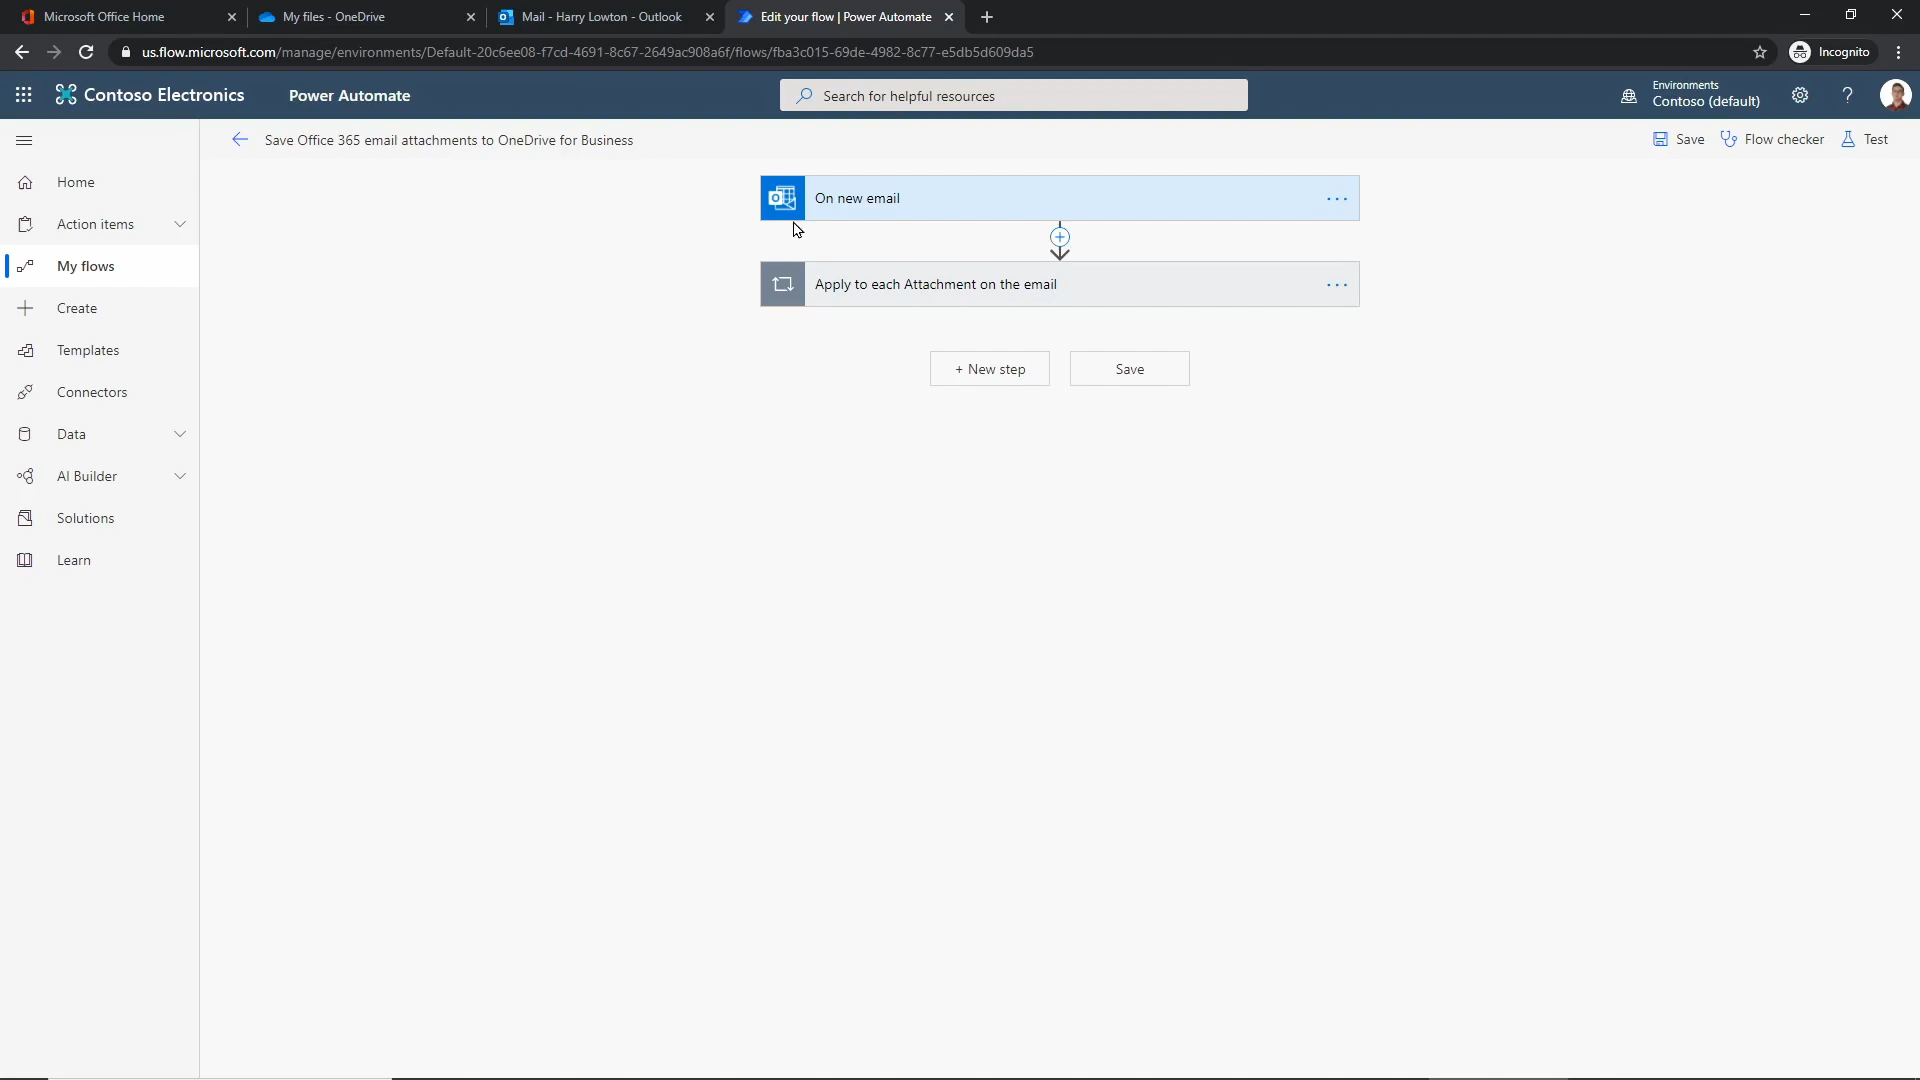 Microsoft Office Home
My files - OneDrive
Mail - Harry Lowton - Outlook
Edit your flow | Power Automate
us.flow.microsoft.com/manage/environments/Default-20c6ee08-f7cd-4691-8c67-2649ac908a6f/flows/fba3c015-69de-4982-8c77-e5db5d609da5
Incognito
Contoso Electronics
Power Automate
Search for helpful resources
Environments
Contoso (default)
?
Save Office 365 email attachments to OneDrive for Business
Save
Flow checker
Test
Home
Action items
My flows
Create
Templates
Connectors
Data
AI Builder
Solutions
Learn
On new email
Apply to each Attachment on the email
+ New step
Save